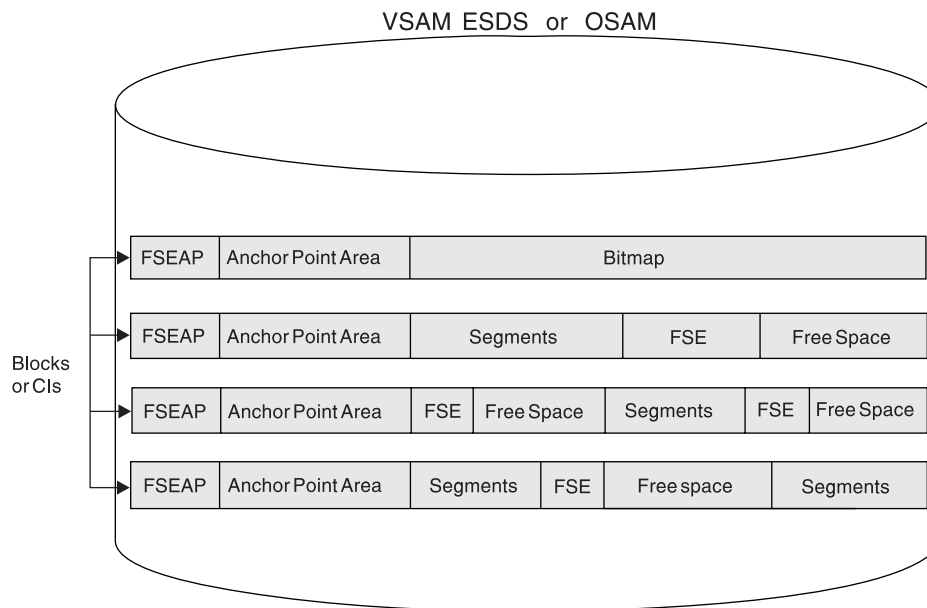 VSAM ESDS or OSAM
FSEAP Anchor Point Area Bitmap
FSEAP Anchor Point Area Segments FSE Free Space
Blocks
or CIs
FSEAP Anchor Point Area FSE Free Space Segments FSE Free Space
FSEAP Anchor Point Area Segments FSE Free space Segments